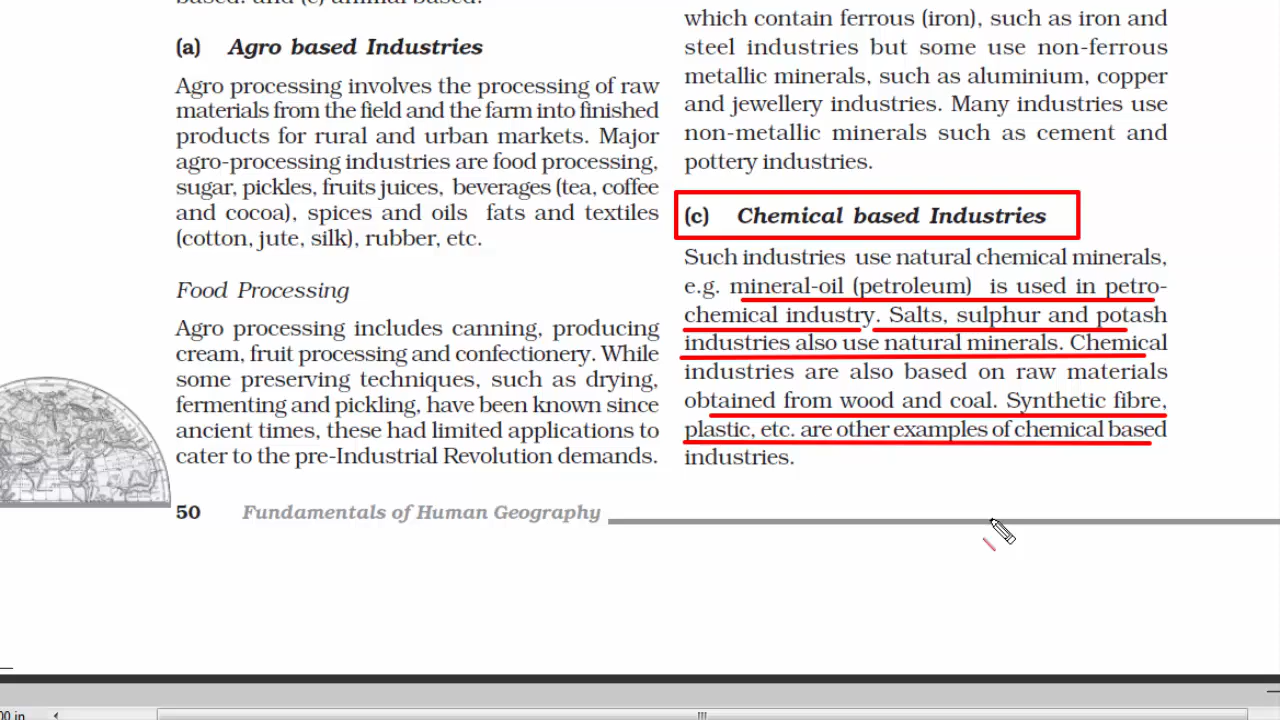 based. and (e) animal based.
(a) Agro based Industries
Agro processing involves the processing of raw
materials from the field and the farm into finished
products for rural and urban markets. Major
agro-processing industries are food processing,
sugar, pickles, fruits juices, beverages (tea, coffee
and cocoa), spices and oils fats and textiles
(cotton, jute, silk), rubber, etc.
Food Processing
Agro processing includes canning, producing
cream, fruit processing and confectionery. While
some preserving techniques, such as drying,
fermenting and pickling, have been known since
ancient times, these had limited applications to
cater to the pre-Industrial Revolution demands.
50 Fundamentals of Human Geography
which contain ferrous (iron), such as iron and
steel industries but some use non-ferrous
metallic minerals, such as aluminium, copper
and jewellery industries. Many industries use
non-metallic minerals such as cement and
pottery industries.
(c) Chemical based Industries
Such industries use natural chemical minerals,
e.g. mineral-oil (petroleum) is used in petro-
chemical industry. Salts, sulphur and potash
industries also use natural minerals. Chemical
industries are also based on raw materials
obtained from wood and coal. Synthetic fibre,
plastic, etc. are other examples of chemical based
industries.
00 in